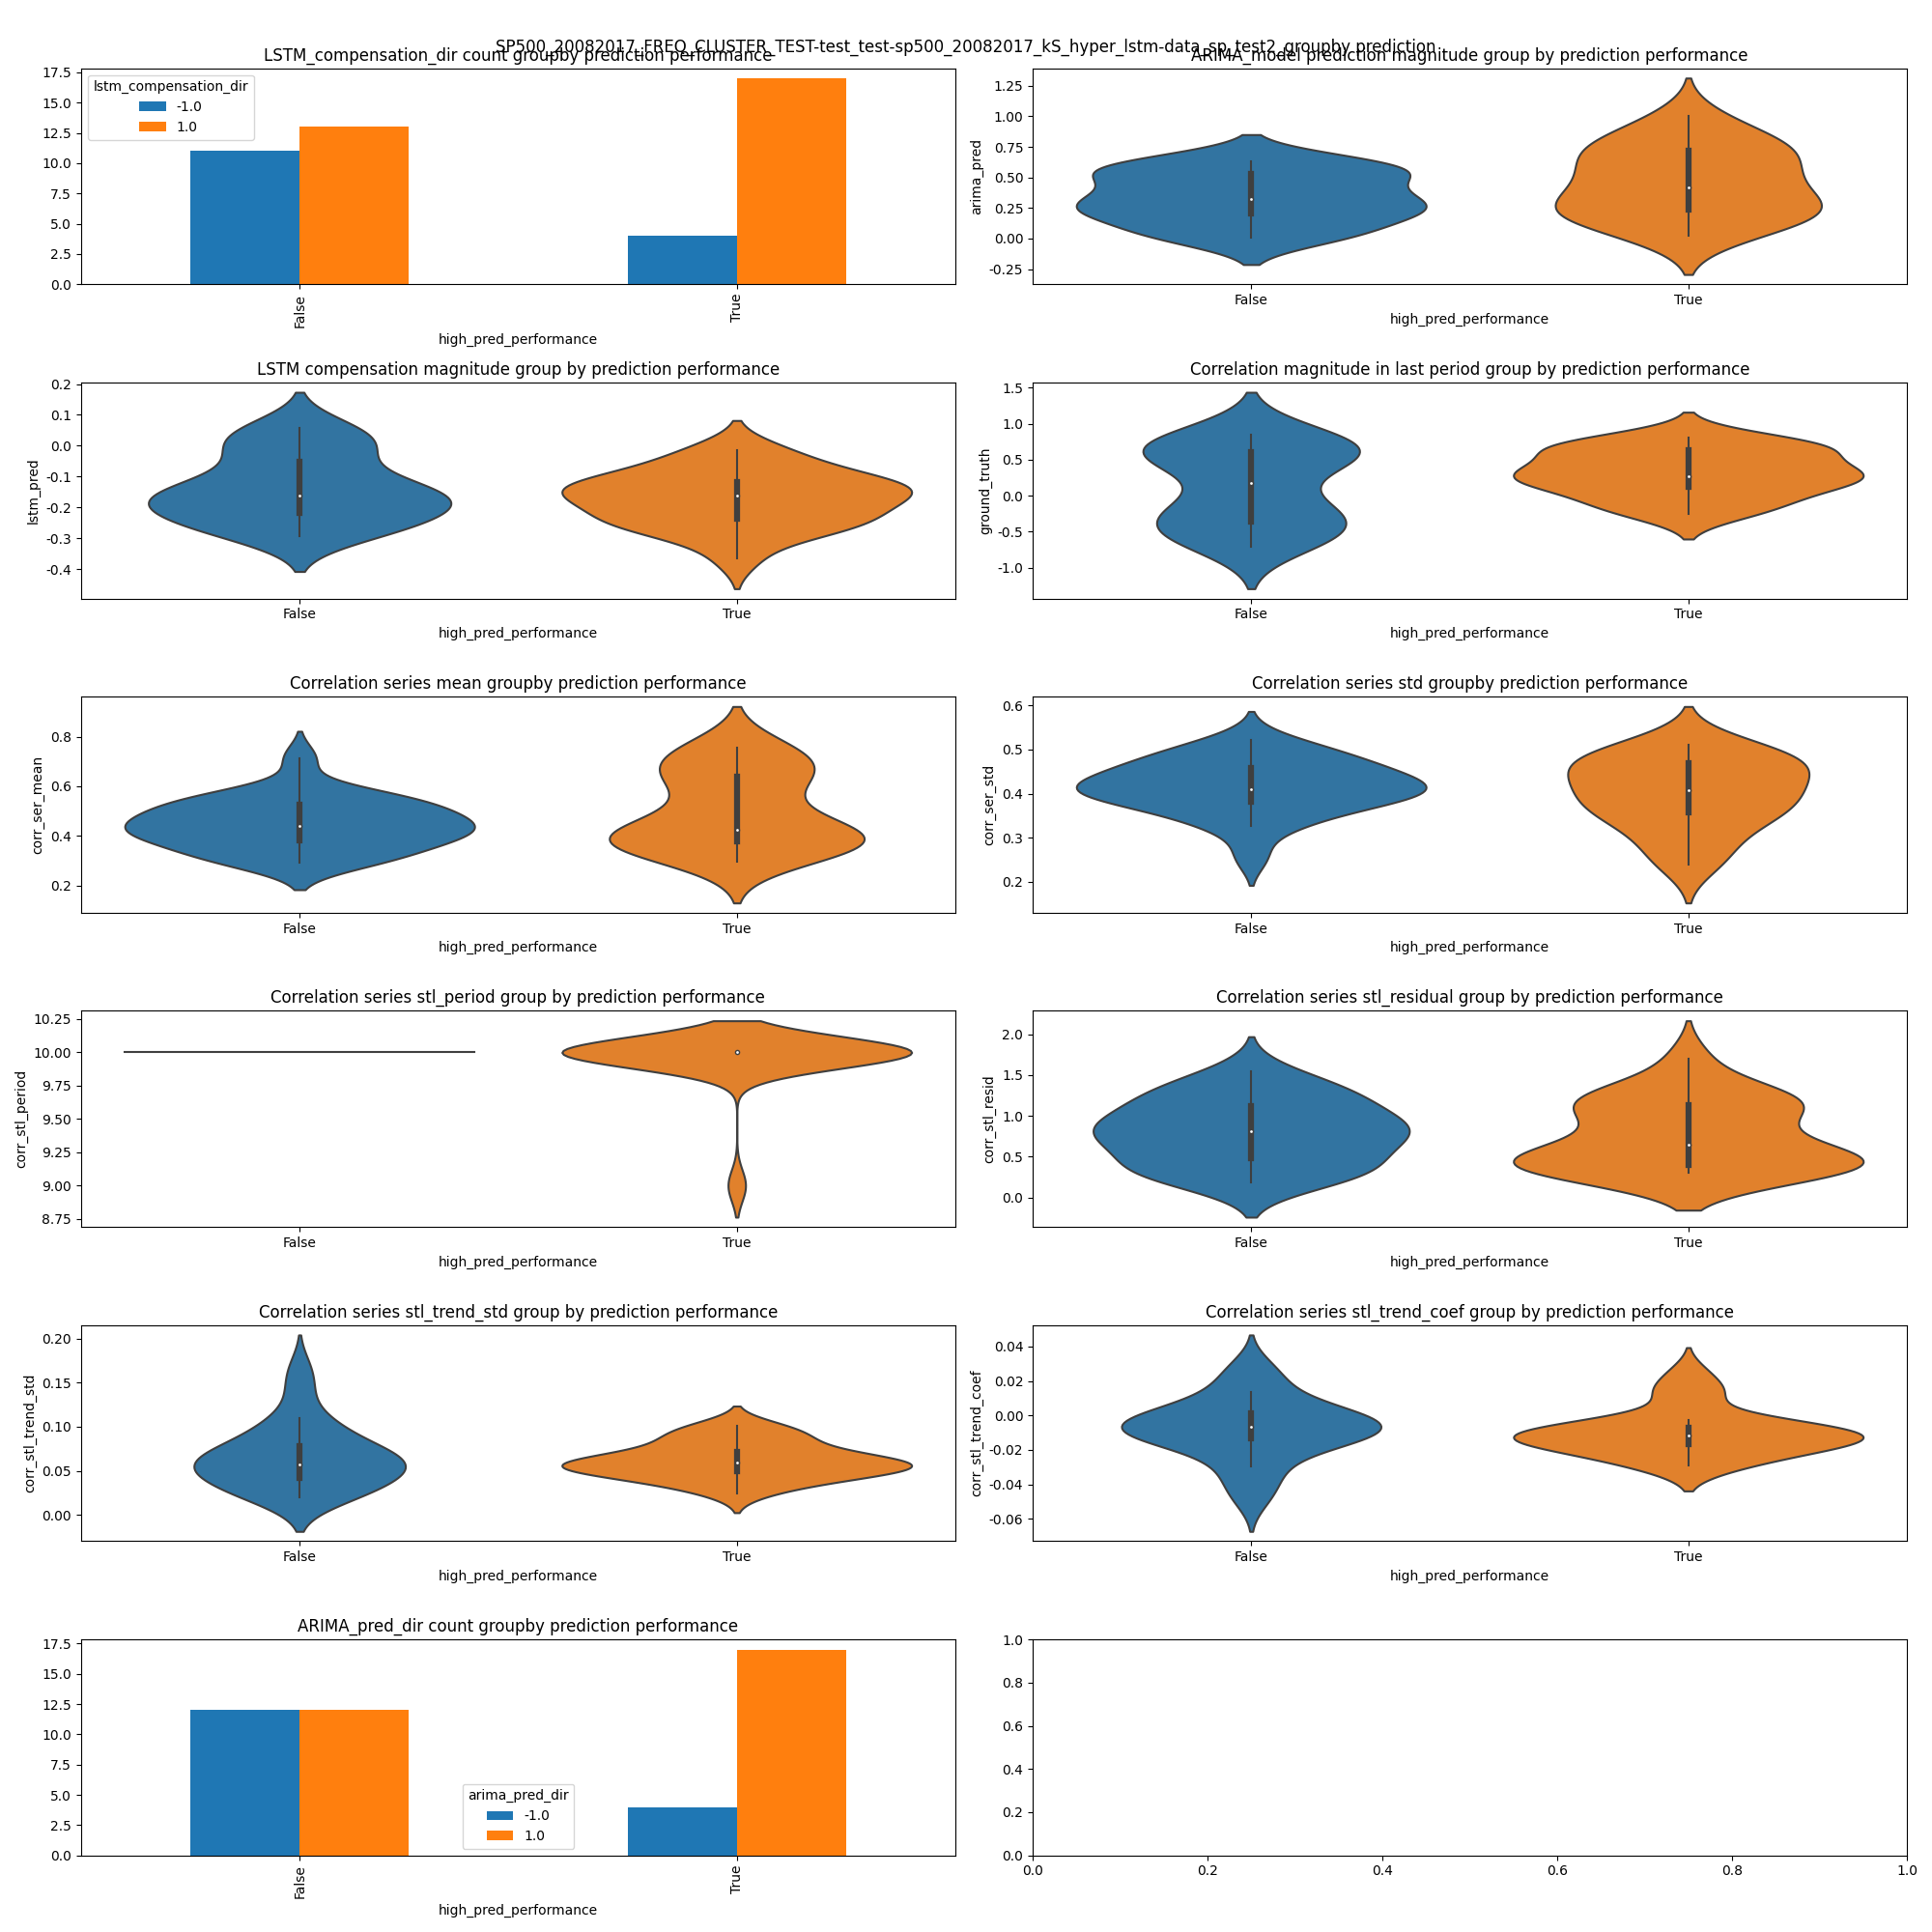 SP500_20082017_FREQ_CLUSTER_TEST-test_test-sp500_20082017_kS_hyper_lstm-data_sp_test2_groupby prediction
LSTM_compensation_dir count groupby prediction performance
17.5
15.0
12.5
10.0
7.5
5.0
2.5
0.0
lstm_compensation_dir
-1.0
1.0
False
True
high_pred_performance
ARIMA_model prediction magnitude group by prediction performance
arima_pred
1.25
1.00
0.75
0.50
0.25
0.00
-0.25
False
True
high_pred_performance
LSTM compensation magnitude group by prediction performance
lstm_pred
0.2
0.1
0.0
-0.1
-0.2
-0.3
-0.4
False
True
high_pred_performance
Correlation magnitude in last period group by prediction performance
ground_truth
1.5
1.0
0.5
0.0
-0.5
-1.0
False
True
high_pred_performance
Correlation series mean groupby prediction performance
corr_ser_mean
0.8
0.6
0.4
0.2
False
True
high_pred_performance
Correlation series std groupby prediction performance
corr_ser_std
0.6
0.5
0.4
0.3
0.2
False
True
high_pred_performance
Correlation series stl_period group by prediction performance
corr_stl_period
10.25
10.00
9.75
9.50
9.25
9.00
8.75
False
True
high_pred_performance
Correlation series stl_residual group by prediction performance
corr_stl_resid
2.0
1.5
1.0
0.5
0.0
False
True
high_pred_performance
Correlation series stl_trend_std group by prediction performance
corr_stl_trend_std
0.20
0.15
0.10
0.05
0.00
False
True
high_pred_performance
Correlation series stl_trend_coef group by prediction performance
corr_stl_trend_coef
0.04
0.02
0.00
-0.02
-0.04
-0.06
False
True
high_pred_performance
ARIMA_pred_dir count groupby prediction performance
17.5
15.0
12.5
10.0
7.5
5.0
2.5
0.0
arima_pred_dir
-1.0
1.0
False
True
high_pred_performance
1.0
0.8
0.6
0.4
0.2
0.0
0.0
0.2
0.4
0.6
0.8
1.0